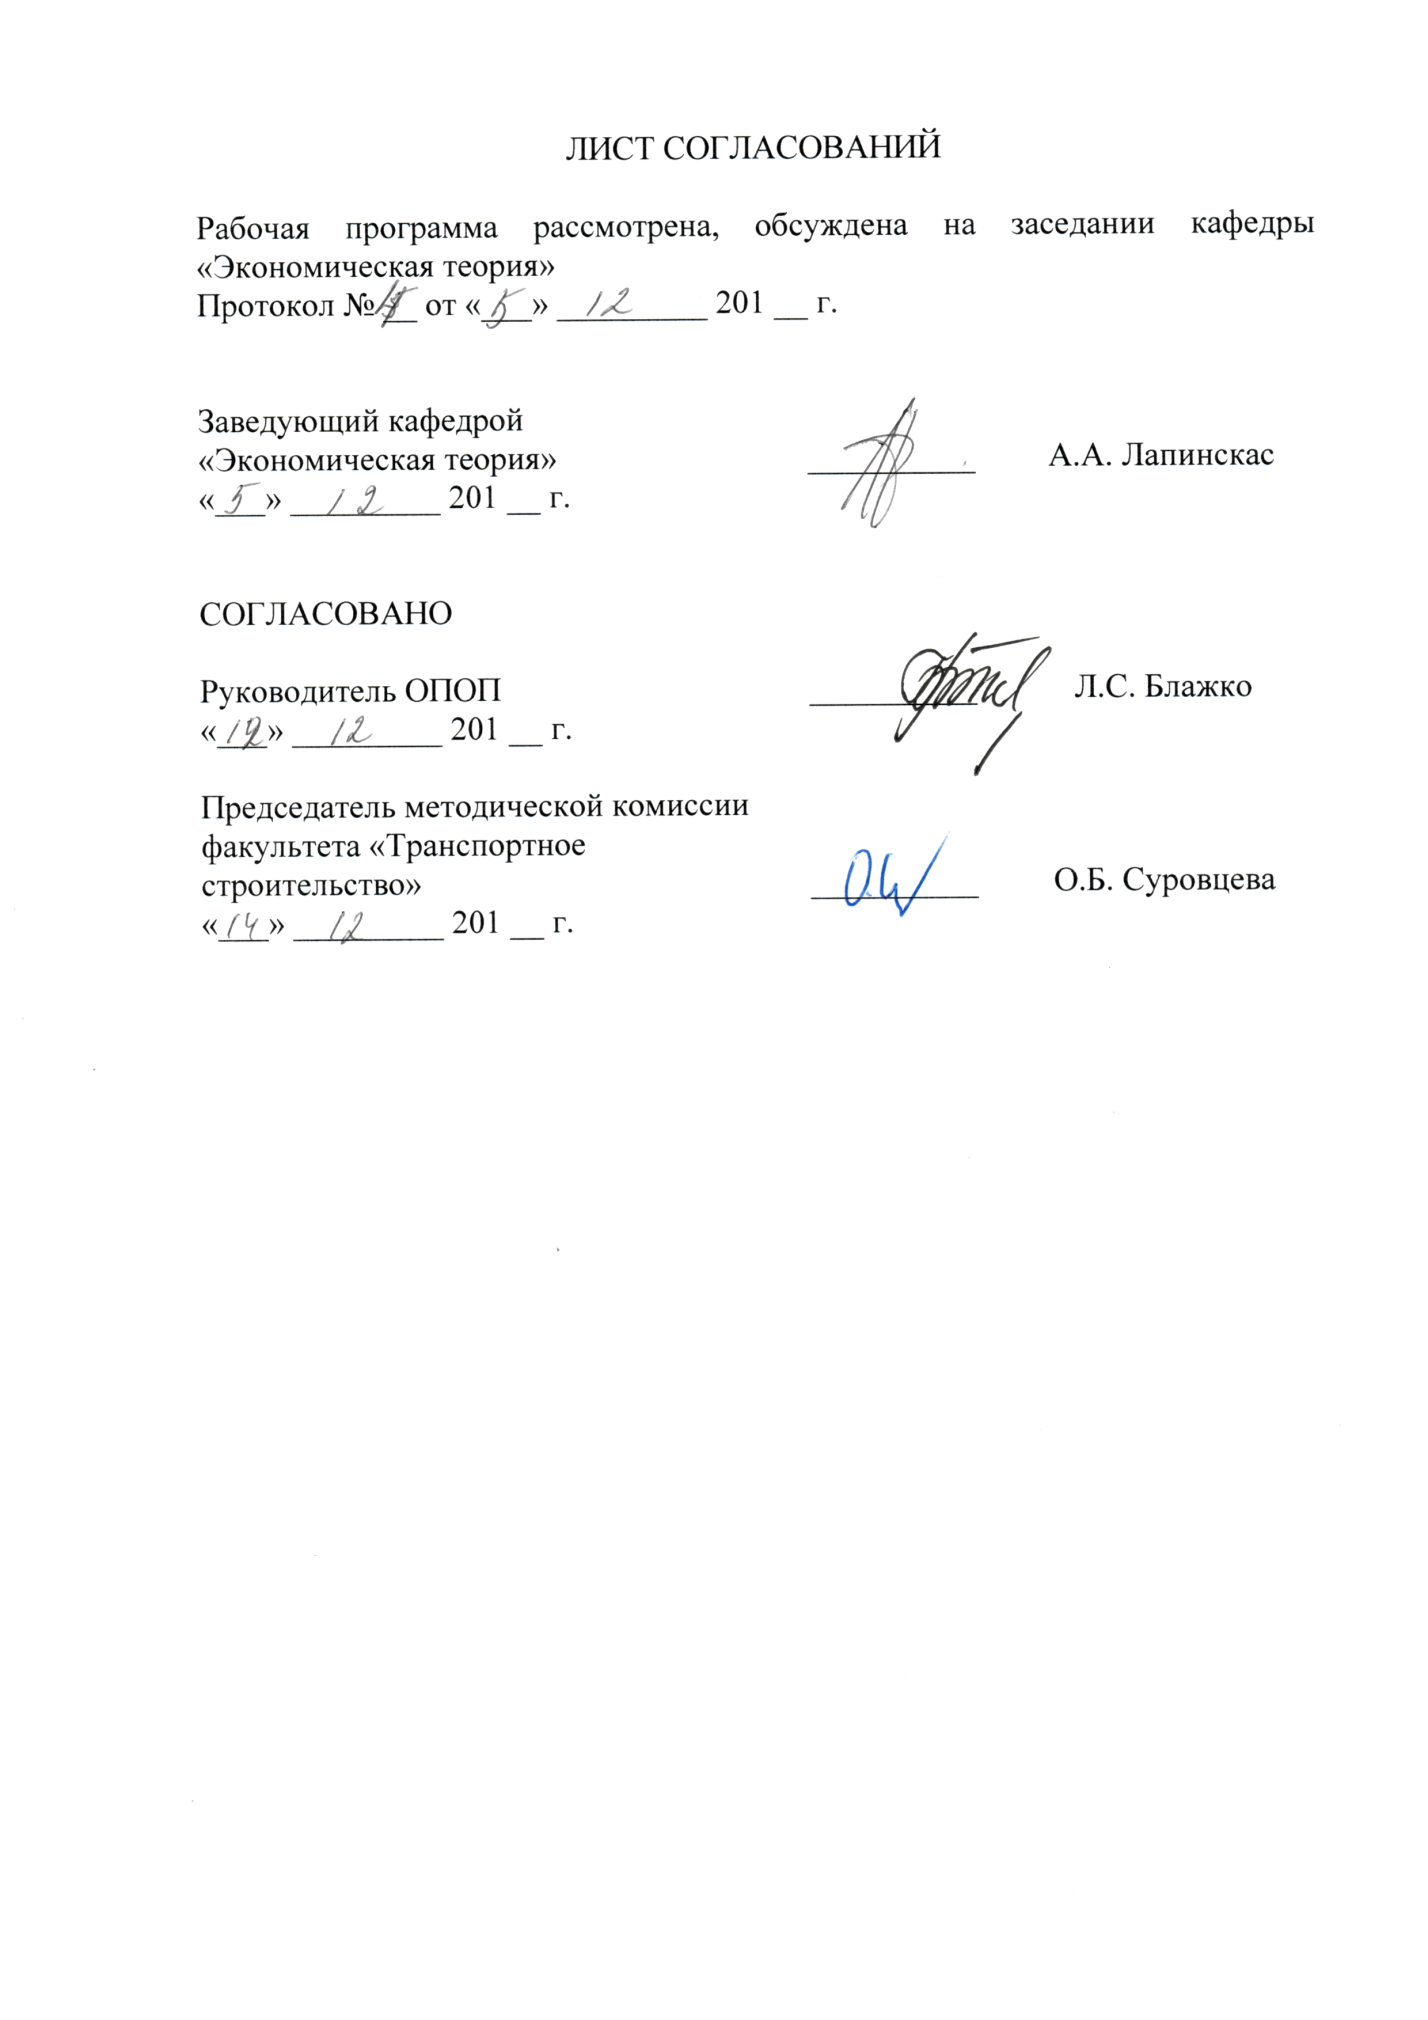 ЛИСТ СОГЛАСОВАНИЙ
Рабочая программа рассмотрена, обсуждена на заседании кафедры
«Экономическая теория»
Протокол №__ от «5» 12 201 __ г.
Заведующий кафедрой
«Экономическая теория» А.А. Лапинскас
«5» 12 201 __ г.
СОГЛАСОВАНО
Руководитель ОПОП Л.С. Блажко
«12» 12 201 __ г.
Председатель методической комиссии
факультета «Транспортное
строительство» О.Б. Суровцева
«14» 12 201 __ г.